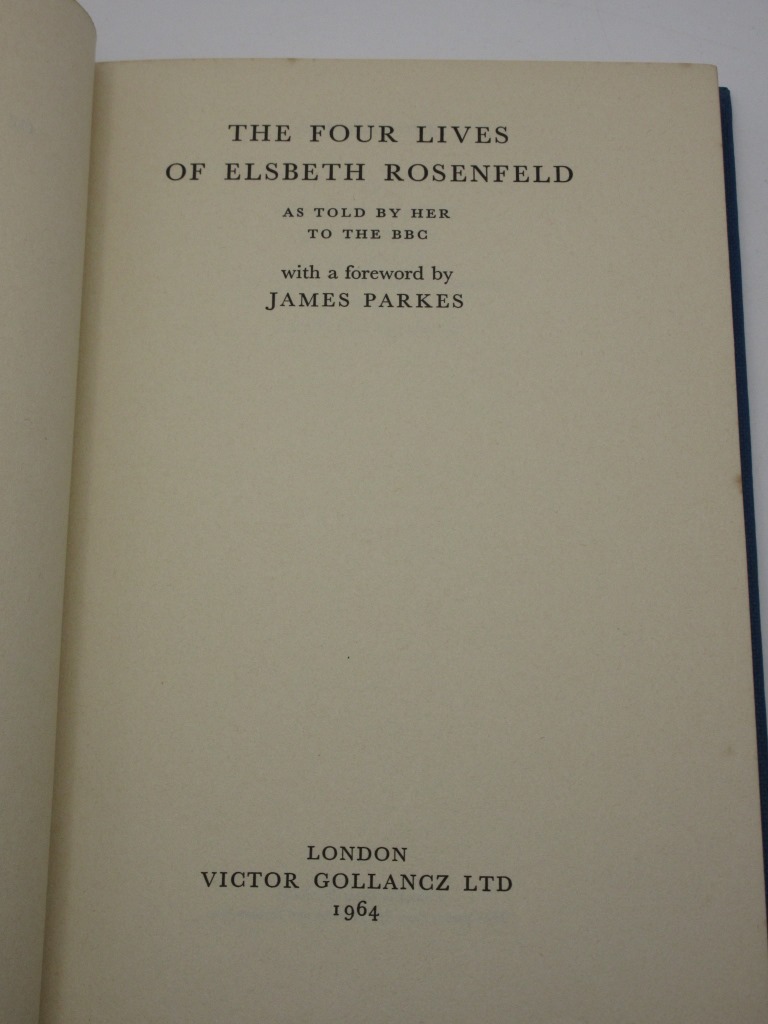 THE FOUR LIVES
OF ELSBETH ROSENFELD
AS TOLD BY HER
TO THE BBC
with a foreword by
JAMES PARKES
LONDON
VICTOR GOLLANCZ LTD
1964